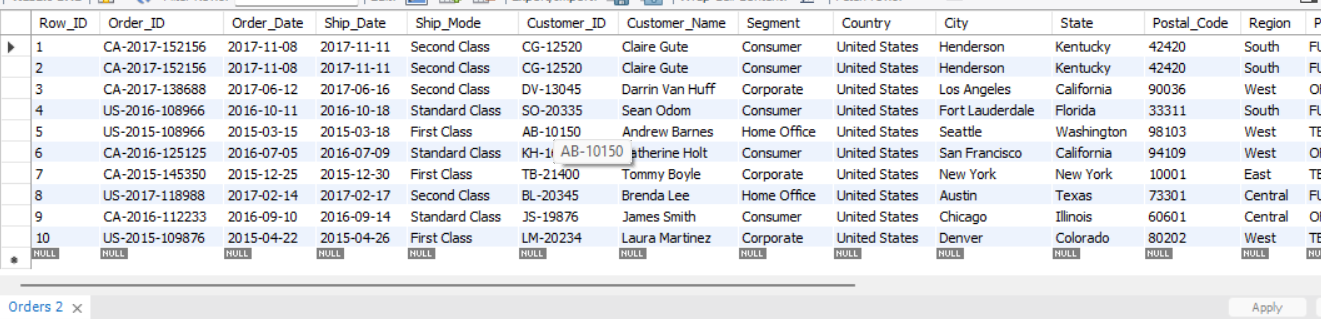 Row_ID Order_ID Order_Date Ship_Date Ship_Mode Customer_ID Customer_Name Segment Country City State Postal_Code Region
1 CA-2017-152156 2017-11-08 2017-11-11 Second Class CG-12520 Claire Gute Consumer United States Henderson Kentucky 42420 South
2 CA-2017-152156 2017-11-08 2017-11-11 Second Class CG-12520 Claire Gute Consumer United States Henderson Kentucky 42420 South
3 CA-2017-138688 2017-06-12 2017-06-16 Second Class DV-13045 Darrin Van Huff Corporate United States Los Angeles California 90036 West
4 US-2016-108966 2016-10-11 2016-10-18 Standard Class SO-20335 Sean Odom Consumer United States Fort Lauderdale Florida 33311 South
5 US-2015-108966 2015-03-15 2015-03-18 First Class AB-10150 Andrew Barnes Home Office United States Seattle Washington 98103 West
6 CA-2016-125125 2016-07-05 2016-07-09 Standard Class KH-1 AB-10150 atherine Holt Consumer United States San Francisco California 94109 West
7 CA-2015-145350 2015-12-25 2015-12-30 First Class TB-21400 Tommy Boyle Corporate United States New York New York 10001 East
8 US-2017-118988 2017-02-14 2017-02-17 Second Class BL-20345 Brenda Lee Home Office United States Austin Texas 73301 Central
9 CA-2016-112233 2016-09-10 2016-09-14 Standard Class JS-19876 James Smith Consumer United States Chicago Illinois 60601 Central
10 US-2015-109876 2015-04-22 2015-04-26 First Class LM-20234 Laura Martinez Corporate United States Denver Colorado 80202 West
NULL NULL NULL NULL NULL NULL NULL NULL NULL NULL NULL NULL NULL
Orders 2 Apply